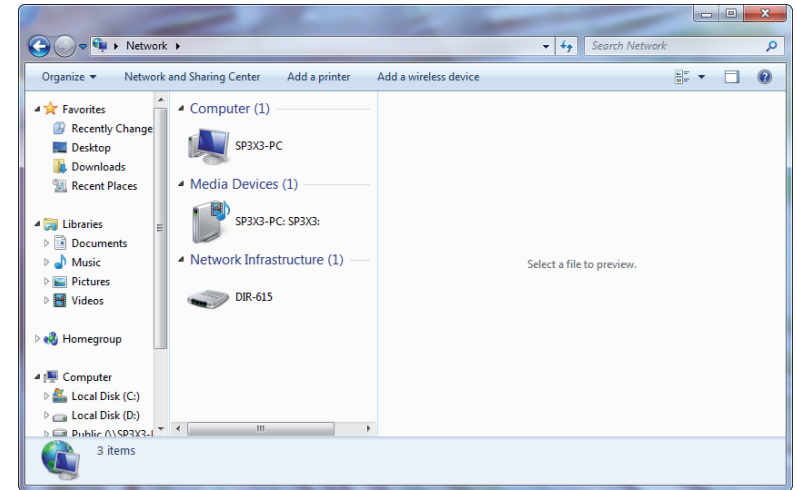 Network
Search Network
Organize
Network and Sharing Center
Add a printer
Add a wireless device
Favorites
Recently Change
Desktop
Downloads
Recent Places
Libraries
Documents
Music
Pictures
Videos
Homegroup
Computer
Local Disk (C:)
Local Disk (D:)
Public (\\SP3X3-
Computer (1)
SP3X3-PC
Media Devices (1)
SP3X3-PC: SP3X3:
Network Infrastructure (1)
DIR-615
Select a file to preview.
3 items